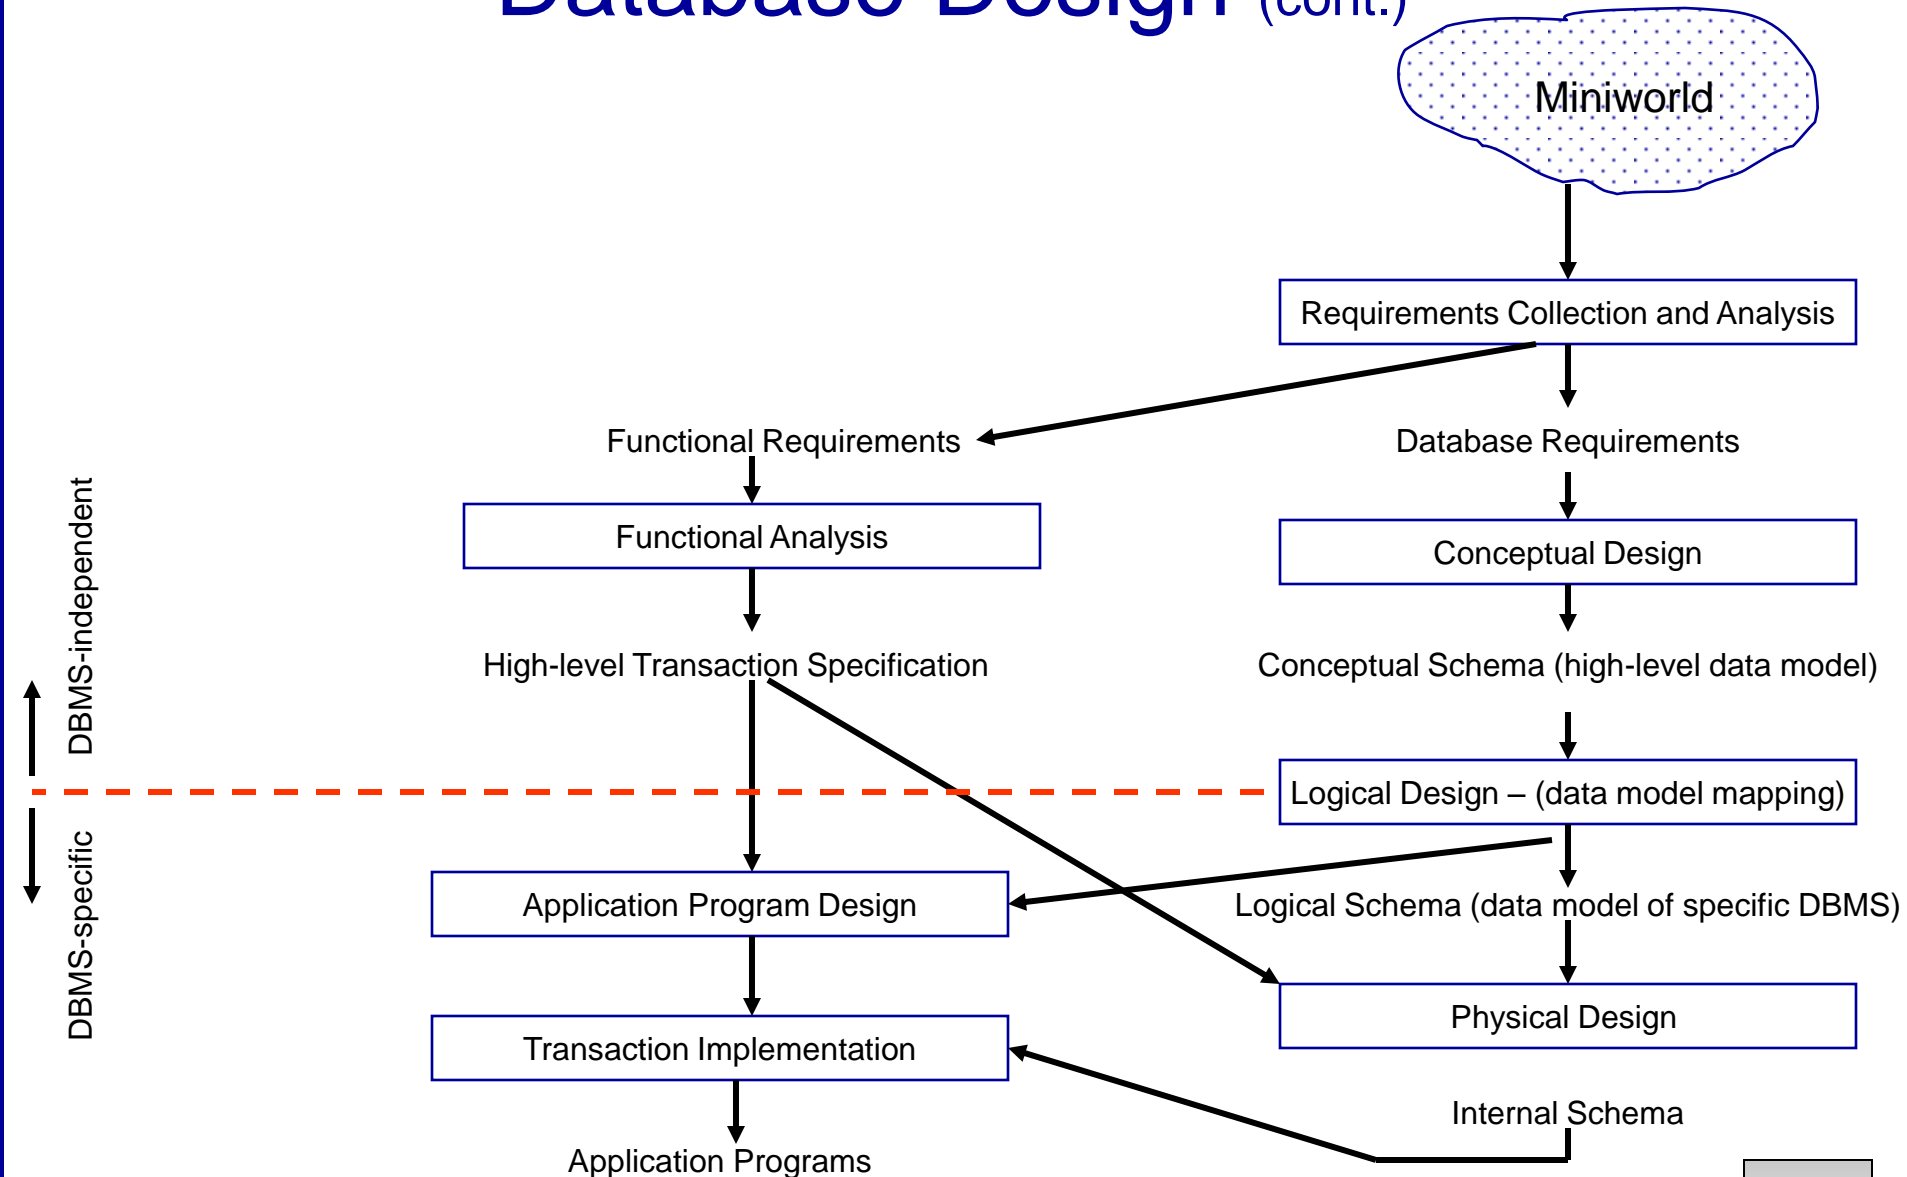 Database Design (cont.)
Miniworld
Requirements Collection and Analysis
Functional Requirements
Database Requirements
Functional Analysis
Conceptual Design
High-level Transaction Specification
Conceptual Schema (high-level data model)
DBMS-independent
Logical Design – (data model mapping)
DBMS-specific
Application Program Design
Logical Schema (data model of specific DBMS)
Physical Design
Transaction Implementation
Internal Schema
Application Programs